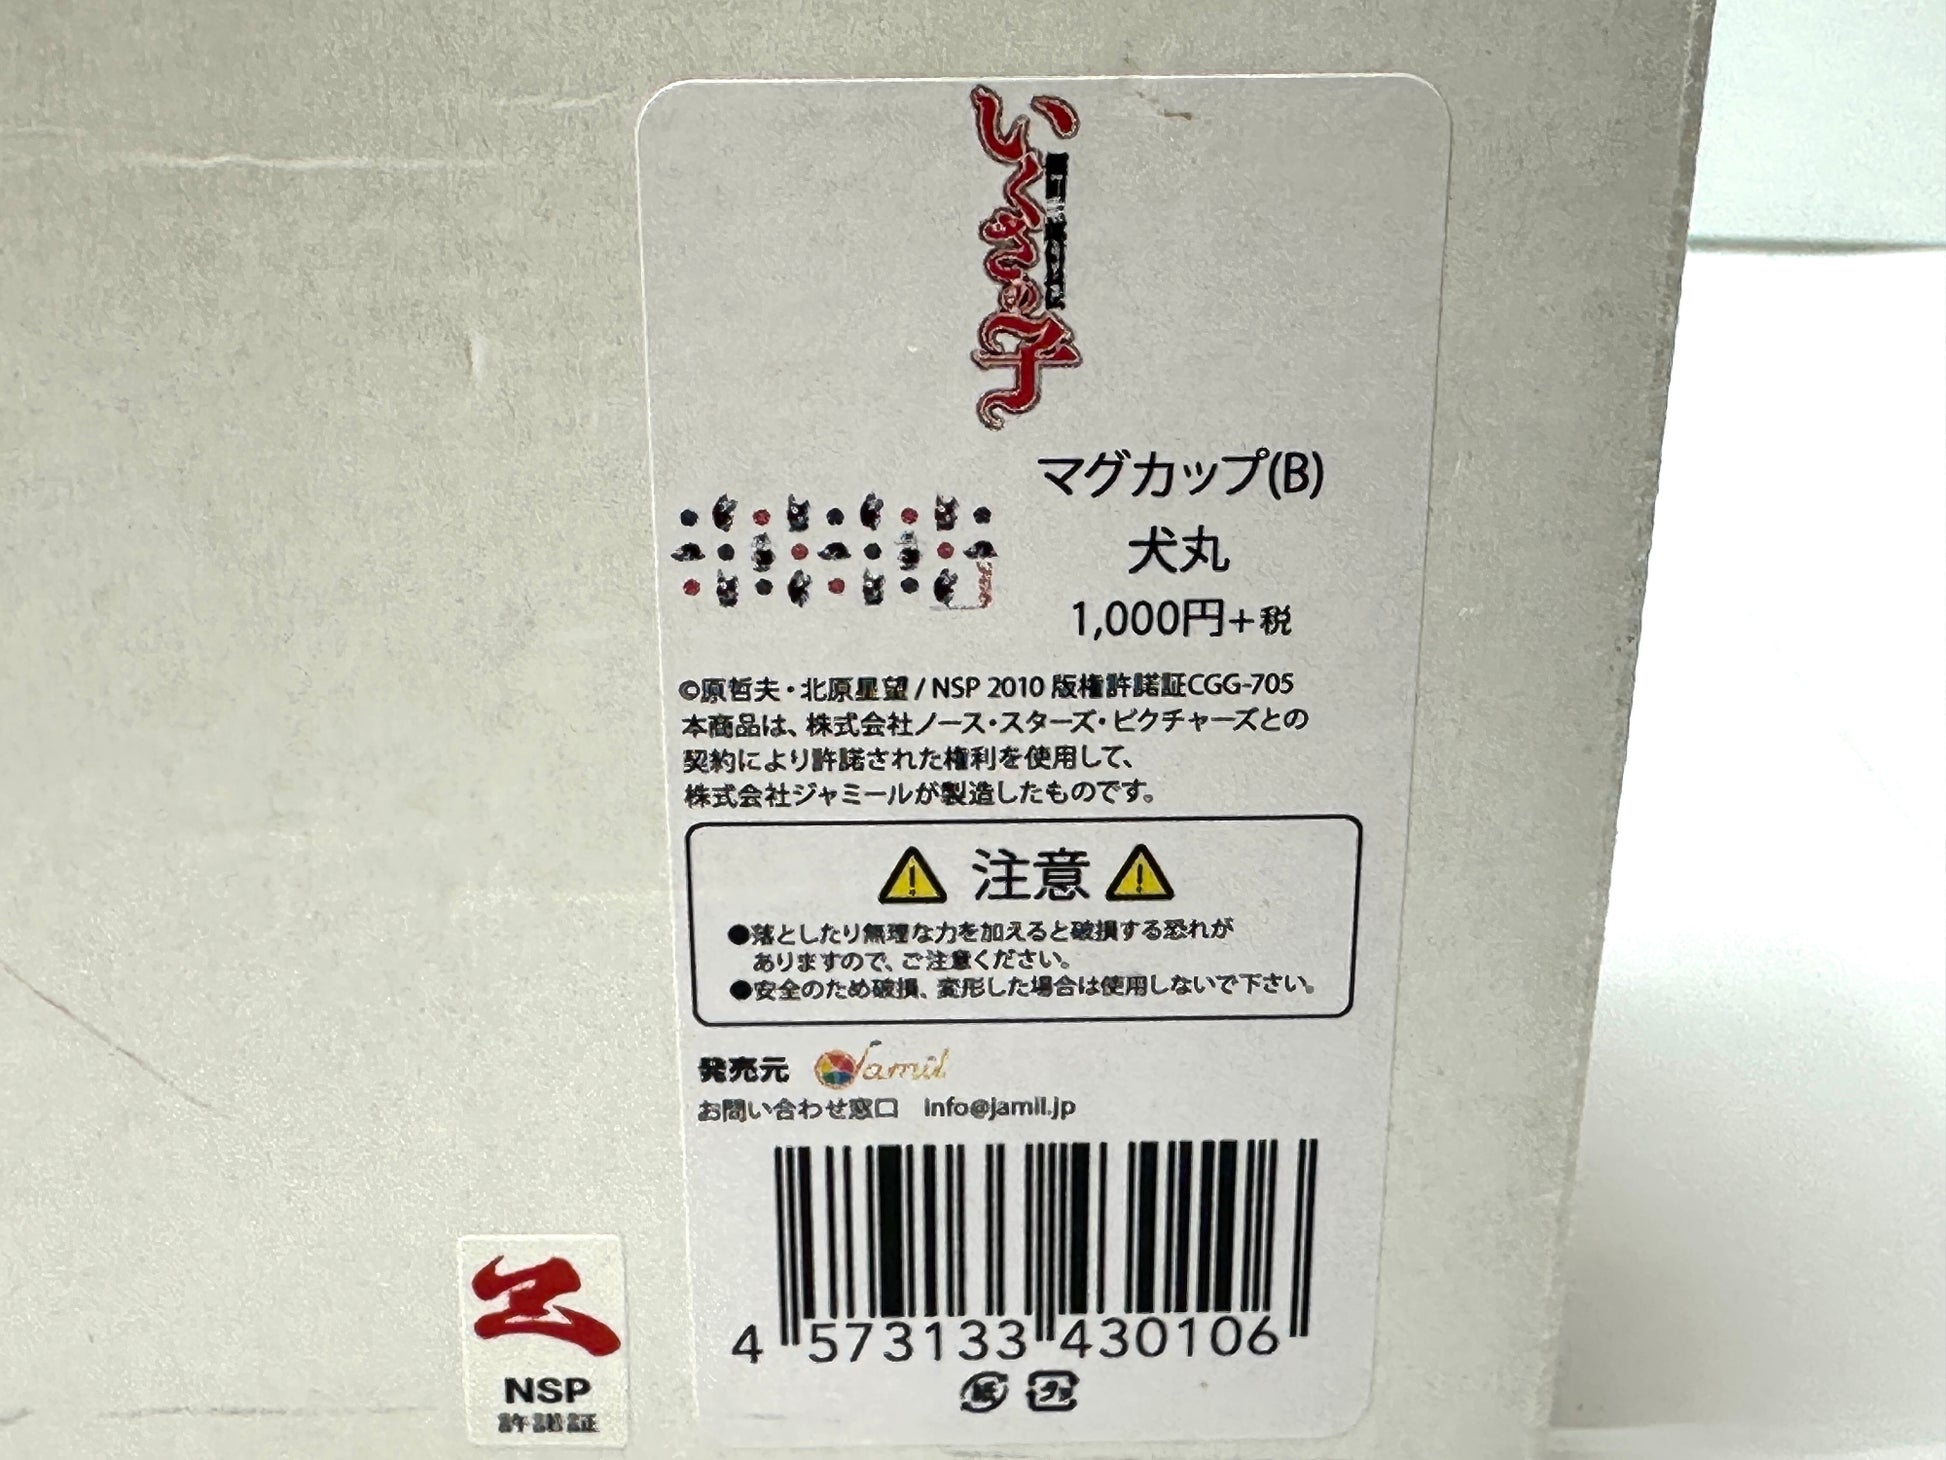 いくさの子
マグカップ(B)
犬丸
1,000円+税
©原哲夫・北原星望 / NSP 2010 版権許諾証CGG-705
本商品は、株式会社ノース・スターズ・ピクチャーズとの
契約により許諾された権利を使用して、
株式会社ジャミールが製造したものです。
注意
●落としたり無理な力を加えると破損する恐れが
ありますので、ご注意ください。
●安全のため破損、変形した場合は使用しないで下さい。
発売元 Jamil
お問い合わせ窓口 info@jamil.jp
4 573133 430106
紙 プラ
NSP
許諾証